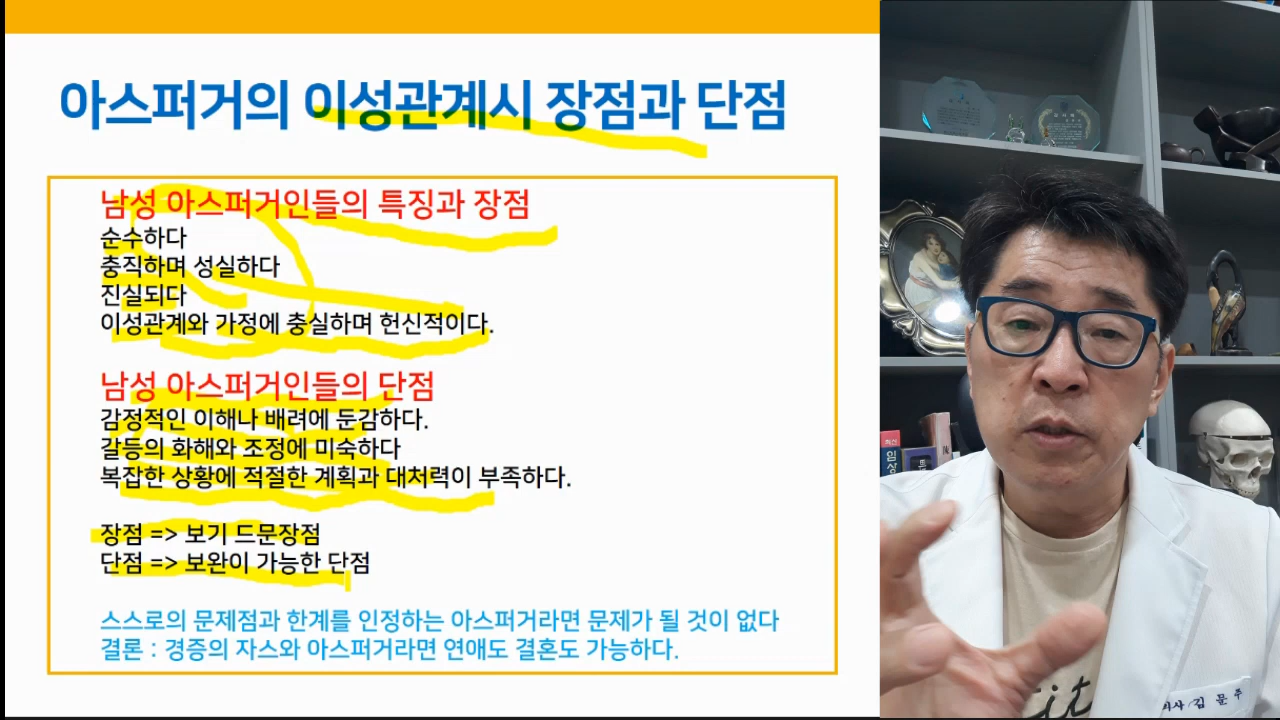 아스퍼거의 이성관계시 장점과 단점
남성 아스퍼거인들의 특징과 장점
순수하다
충직하며 성실하다
진실되다
이성관계와 가정에 충실하며 헌신적이다.
남성 아스퍼거인들의 단점
감정적인 이해나 배려에 둔감하다.
갈등의 화해와 조정에 미숙하다
복잡한 상황에 적절한 계획과 대처력이 부족하다.
장점 => 보기 드문장점
단점 => 보완이 가능한 단점
스스로의 문제점과 한계를 인정하는 아스퍼거라면 문제가 될 것이 없다
결론 : 경증의 자스와 아스퍼거라면 연애도 결혼도 가능하다.
김 문 주